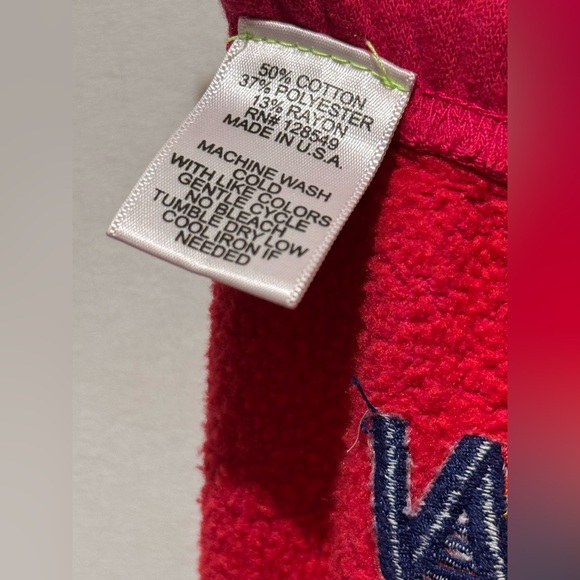 50% COTTON
37% POLYESTER
13% RAYON
RN# 128549
MADE IN U.S.A.
MACHINE WASH
COLD
WITH LIKE COLORS
GENTLE CYCLE
NO BLEACH
TUMBLE DRY LOW
COOL IRON IF
NEEDED